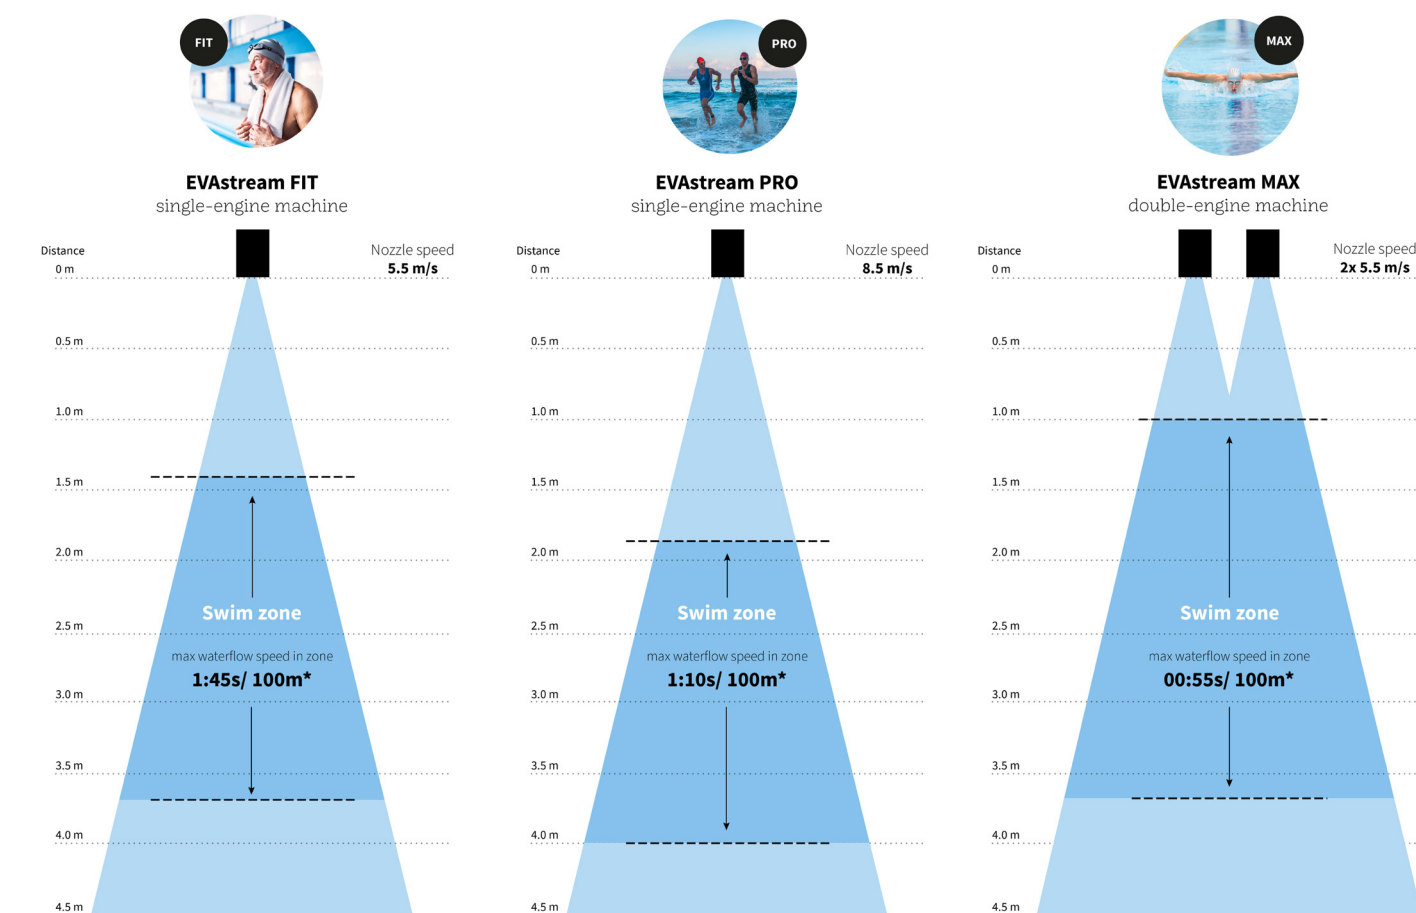 FIT
EVAstream FIT
single-engine machine
Distance
0 m
Nozzle speed
5.5 m/s
0.5 m
1.0 m
1.5 m
2.0 m
Swim zone
2.5 m
max waterflow speed in zone
1:45s/ 100m*
3.0 m
3.5 m
4.0 m
4.5 m
PRO
EVAstream PRO
single-engine machine
Distance
0 m
Nozzle speed
8.5 m/s
0.5 m
1.0 m
1.5 m
2.0 m
Swim zone
2.5 m
max waterflow speed in zone
1:10s/ 100m*
3.0 m
3.5 m
4.0 m
4.5 m
MAX
EVAstream MAX
double-engine machine
Distance
0 m
Nozzle speed
2x 5.5 m/s
0.5 m
1.0 m
1.5 m
2.0 m
Swim zone
2.5 m
max waterflow speed in zone
00:55s/ 100m*
3.0 m
3.5 m
4.0 m
4.5 m